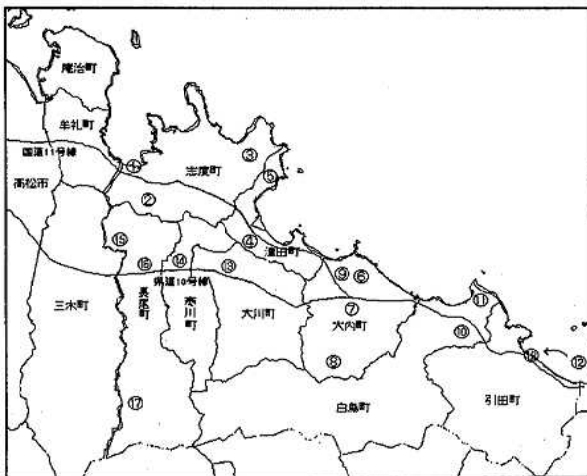 庵治町
牟礼町
国道11号線
志度町
③
①
⑤
高松市
②
④
津田町
⑮
⑨
⑥
⑯
⑭
⑬
県道10号線
⑪
三木町
長尾町
寒川町
大川町
⑦
大内町
⑩
⑫
⑧
白鳥町
引田町
⑰